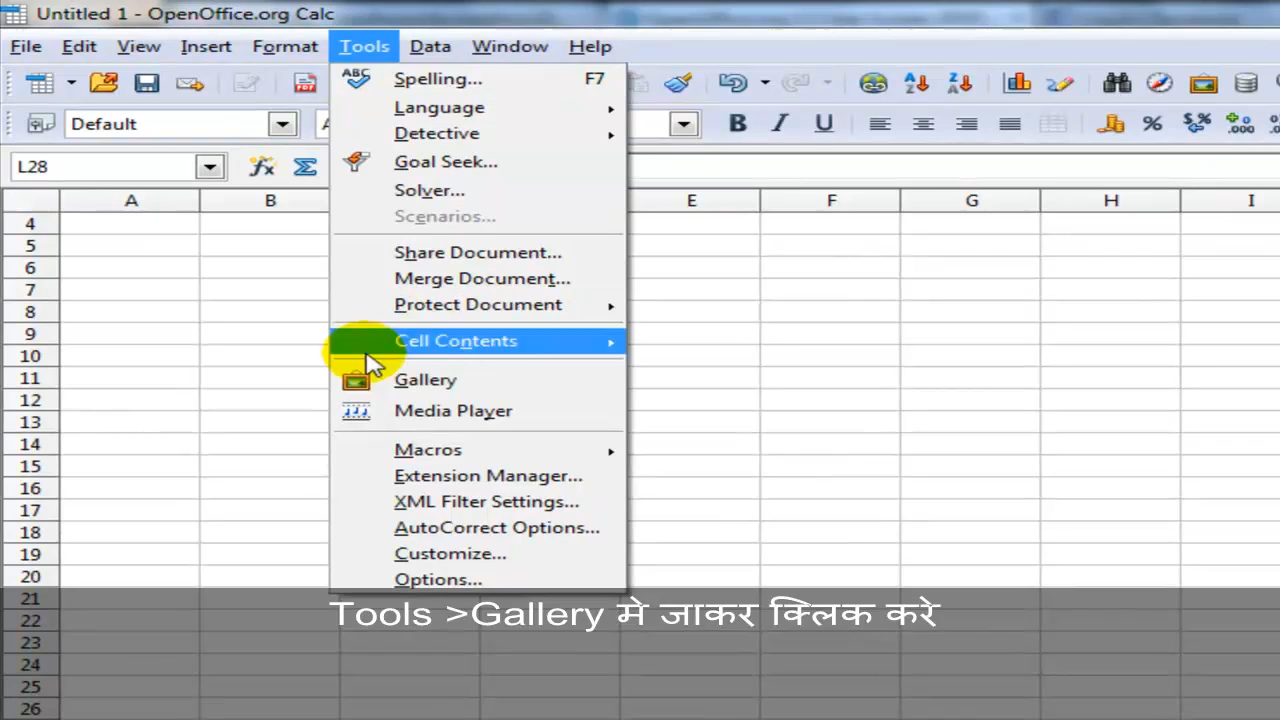 Untitled 1 - OpenOffice.org Calc
File Edit View Insert Format Tools Data Window Help
ABC Spelling... F7
Language
Detective
Goal Seek...
Solver...
Scenarios...
Share Document...
Merge Document...
Protect Document
Cell Contents
Gallery
Media Player
Macros
Extension Manager...
XML Filter Settings...
AutoCorrect Options...
Customize...
Options...
Default
B I U
L28
A B E F G H I
4
5
6
7
8
9
10
11
12
13
14
15
16
17
18
19
20
21
22
23
24
25
26
Tools >Gallery मे जाकर क्लिक करे